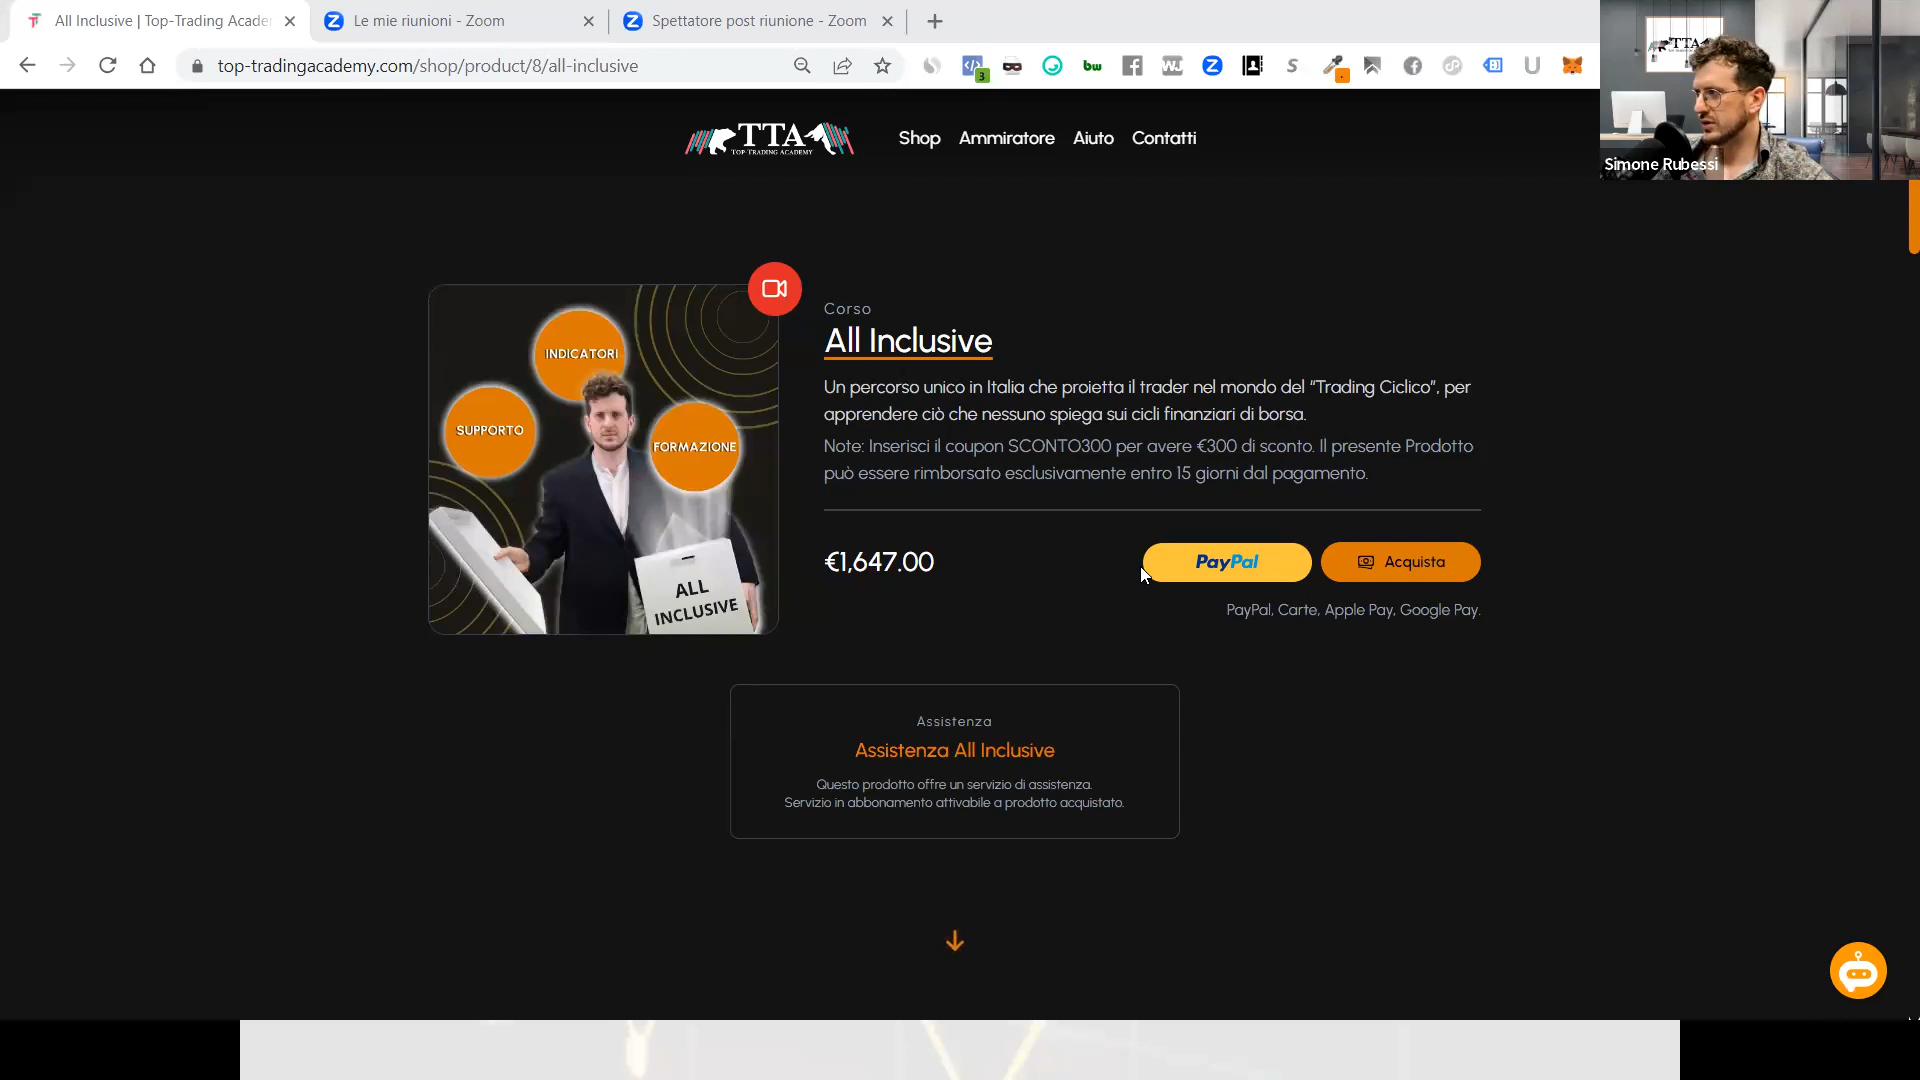 All Inclusive | Top-Trading Acade
Le mie riunioni - Zoom
Spettatore post riunione - Zoom
top-tradingacademy.com/shop/product/8/all-inclusive
3
bw
TTA
Simone Rubessi
TTA
TOP-TRADING ACADEMY
Shop
Ammiratore
Aiuto
Contatti
INDICATORI
SUPPORTO
FORMAZIONE
ALL
INCLUSIVE
Corso
All Inclusive
Un percorso unico in Italia che proietta il trader nel mondo del “Trading Ciclico”, per
apprendere ciò che nessuno spiega sui cicli finanziari di borsa.
Note: Inserisci il coupon SCONTO300 per avere €300 di sconto. Il presente Prodotto
può essere rimborsato esclusivamente entro 15 giorni dal pagamento.
€1,647.00
PayPal
Acquista
PayPal, Carte, Apple Pay, Google Pay.
Assistenza
Assistenza All Inclusive
Questo prodotto offre un servizio di assistenza.
Servizio in abbonamento attivabile a prodotto acquistato.